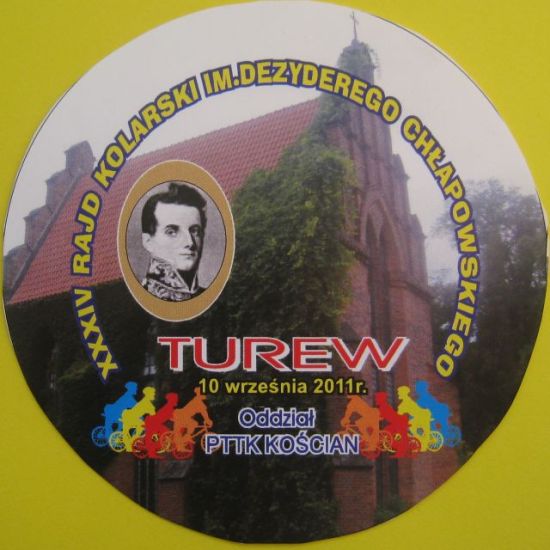 XXXIV RAJD KOLARSKI IM.DEZYDEREGO CHŁAPOWSKIEGO
TUREW
10 września 2011r.
Oddział
PTTK KOŚCIAN